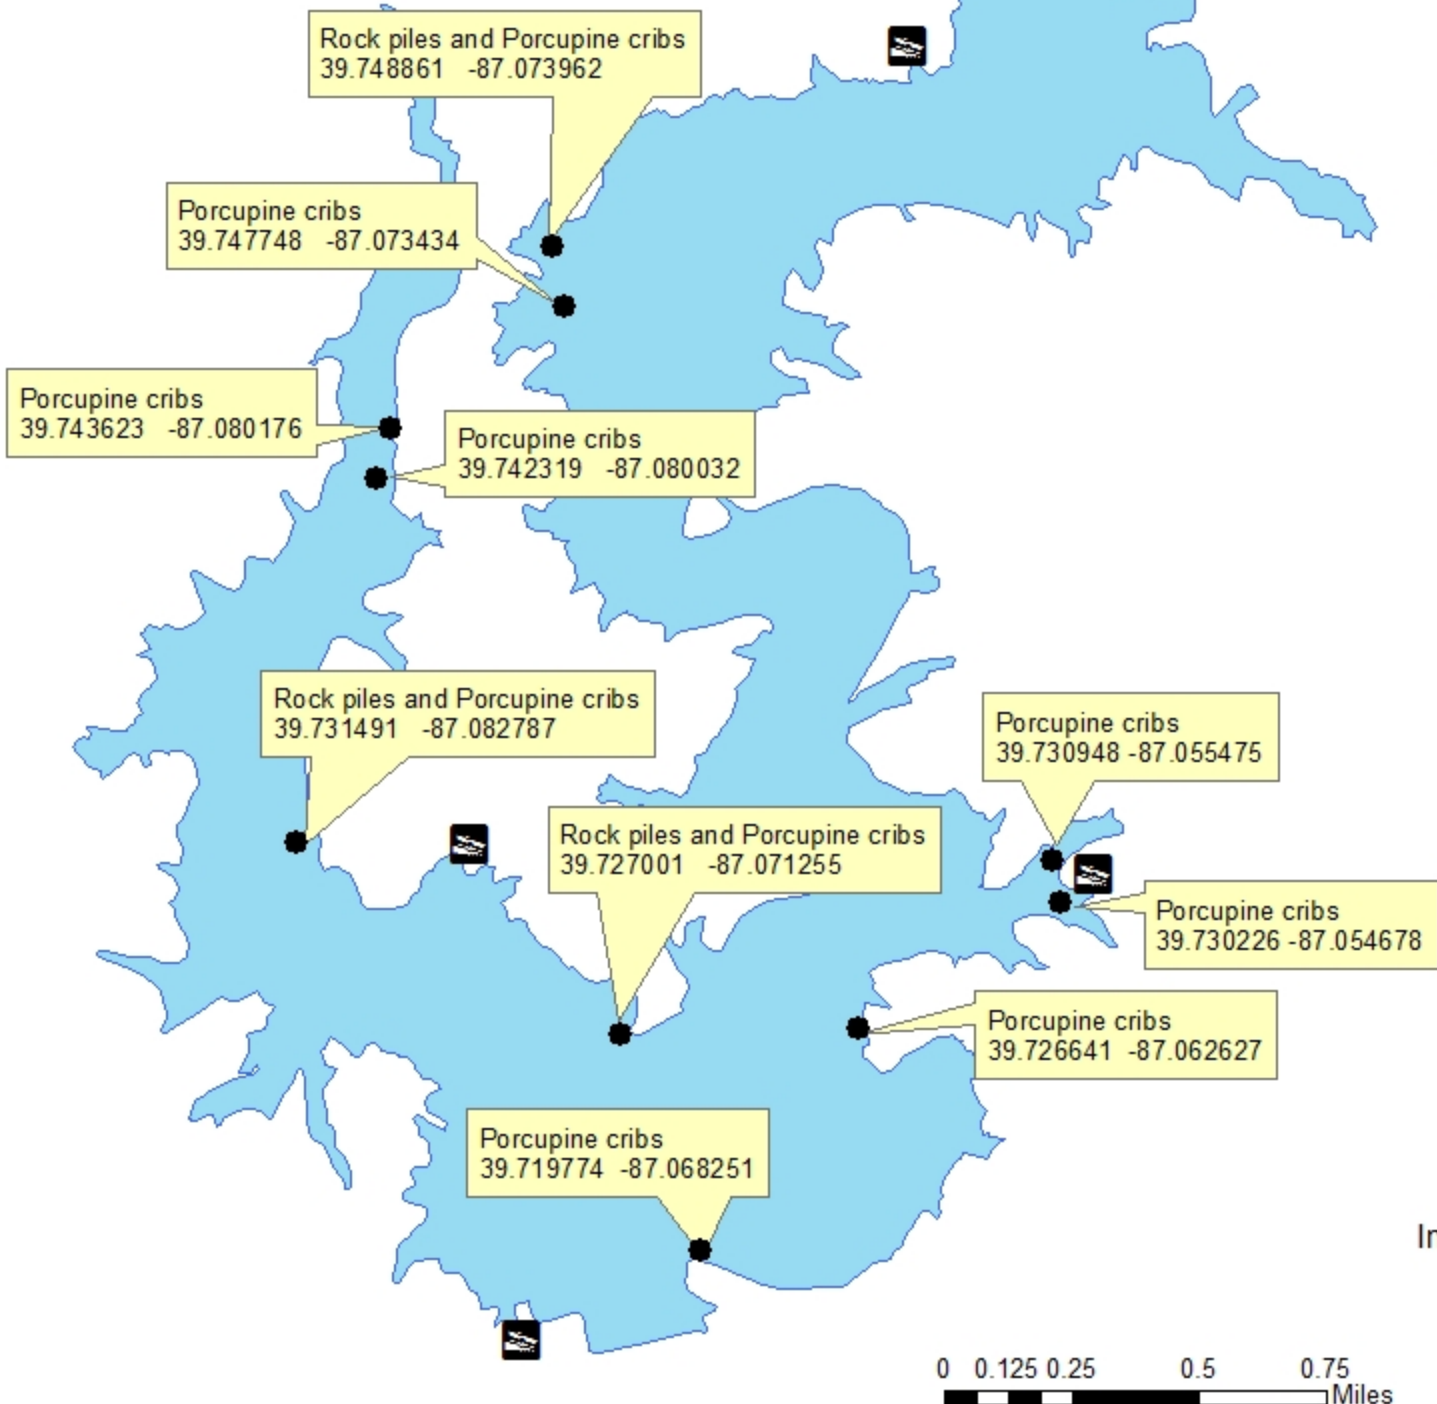 Rock piles and Porcupine cribs
39.748861 -87.073962
Porcupine cribs
39.747748 -87.073434
Porcupine cribs
39.743623 -87.080176
Porcupine cribs
39.742319 -87.080032
Rock piles and Porcupine cribs
39.731491 -87.082787
Porcupine cribs
39.730948 -87.055475
Rock piles and Porcupine cribs
39.727001 -87.071255
Porcupine cribs
39.730226 -87.054678
Porcupine cribs
39.726641 -87.062627
Porcupine cribs
39.719774 -87.068251
In
0 0.125 0.25 0.5 0.75
Miles